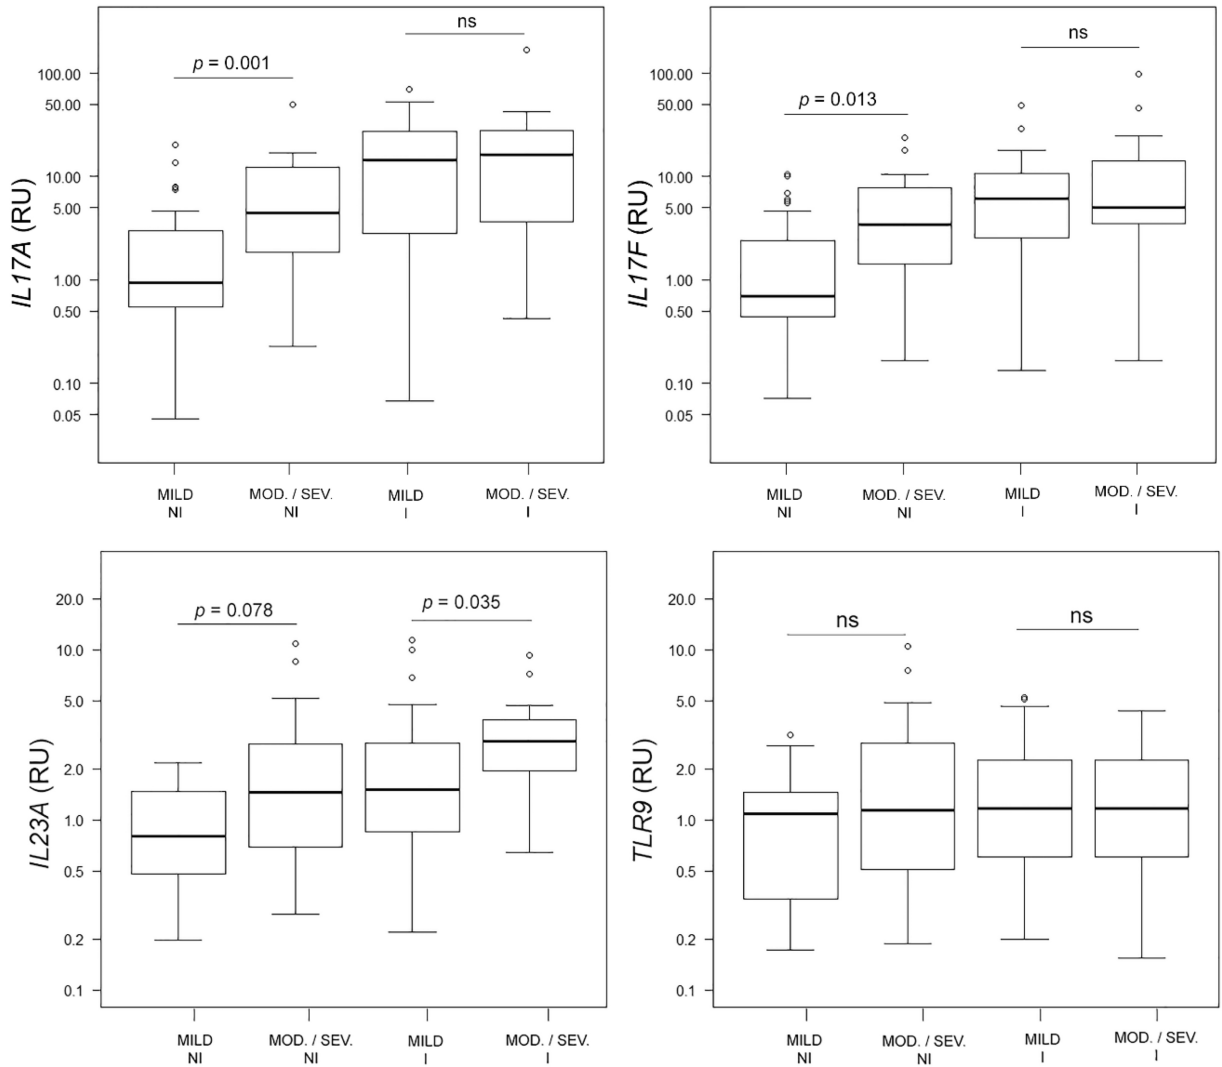 ns
p = 0.001
100.00
50.00
10.00
5.00
1.00
0.50
0.10
0.05
IL17A (RU)
MILD NI
MOD. / SEV. NI
MILD I
MOD. / SEV. I
ns
p = 0.013
100.00
50.00
10.00
5.00
1.00
0.50
0.10
0.05
IL17F (RU)
MILD NI
MOD. / SEV. NI
MILD I
MOD. / SEV. I
p = 0.078
p = 0.035
20.0
10.0
5.0
2.0
1.0
0.5
0.2
0.1
IL23A (RU)
MILD NI
MOD. / SEV. NI
MILD I
MOD. / SEV. I
ns
ns
20.0
10.0
5.0
2.0
1.0
0.5
0.2
0.1
TLR9 (RU)
MILD NI
MOD. / SEV. NI
MILD I
MOD. / SEV. I